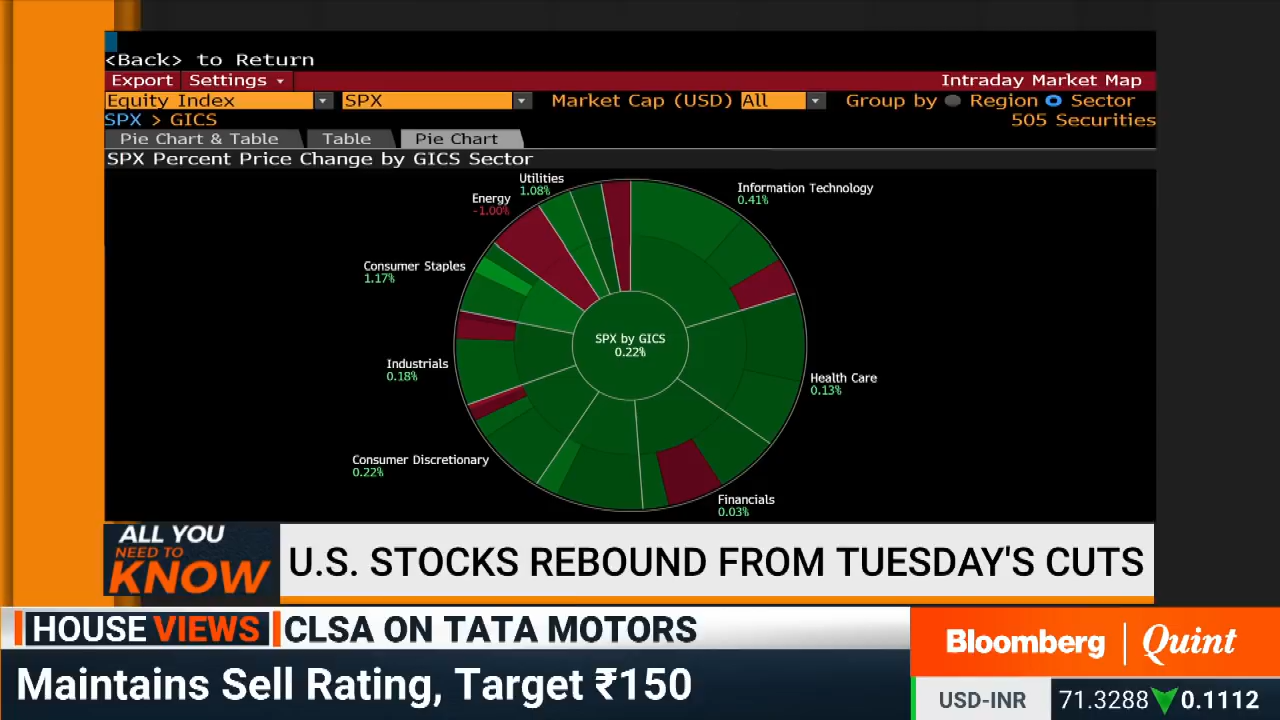 <Back> to Return
Export Settings Intraday Market Map
Equity Index SPX Market Cap (USD) All Group by Region Sector
SPX > GICS 505 Securities
Pie Chart & Table Table Pie Chart
SPX Percent Price Change by GICS Sector
Utilities
1.08%
Information Technology
0.41%
Energy
-1.00%
Consumer Staples
1.17%
SPX by GICS
0.22%
Industrials
0.18%
Health Care
0.13%
Consumer Discretionary
0.22%
Financials
0.03%
ALL YOU
NEED TO
KNOW
U.S. STOCKS REBOUND FROM TUESDAY'S CUTS
HOUSE VIEWS CLSA ON TATA MOTORS
Maintains Sell Rating, Target ₹150
Bloomberg | Quint
USD-INR 71.3288 0.1112